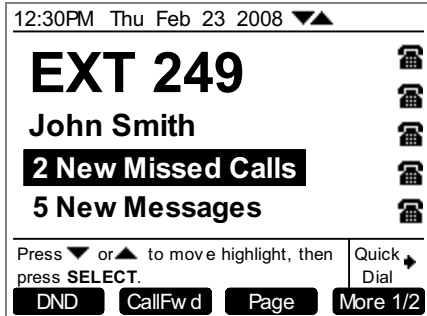 12:30PM Thu Feb 23 2008
EXT 249
John Smith
2 New Missed Calls
5 New Messages
Press ▼ or ▲ to move highlight, then
press SELECT.
Quick
Dial
DND CallFwd Page More 1/2